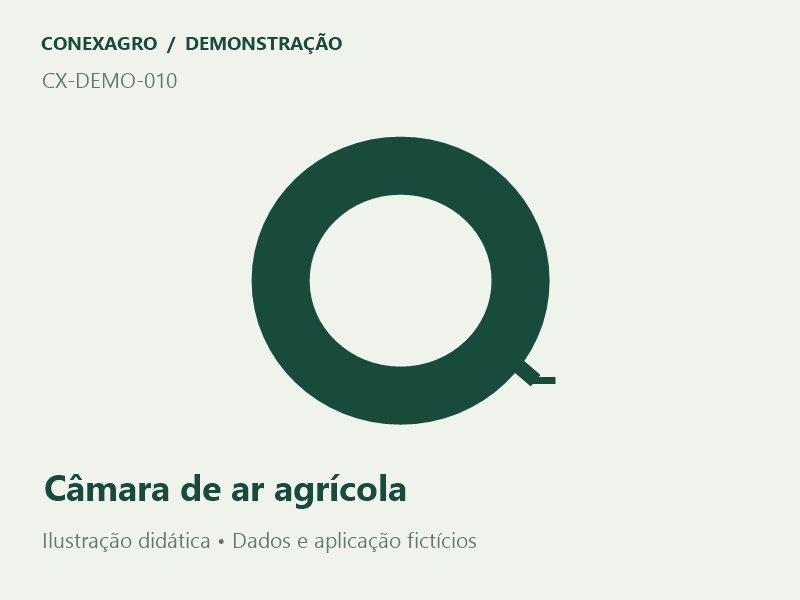 CONEXAGRO / DEMONSTRAÇÃO
CX-DEMO-010
Câmara de ar agrícola
Ilustração didática • Dados e aplicação fictícios